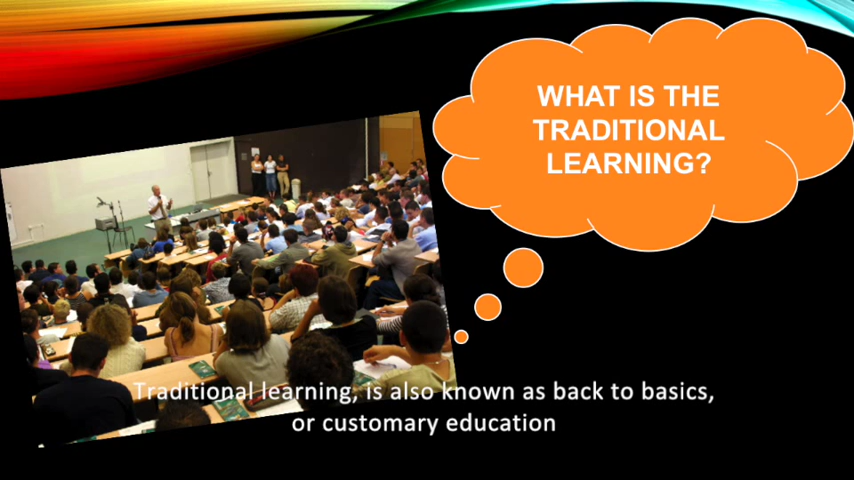 WHAT IS THE
TRADITIONAL
LEARNING?
Traditional learning, is also known as back to basics,
or customary education